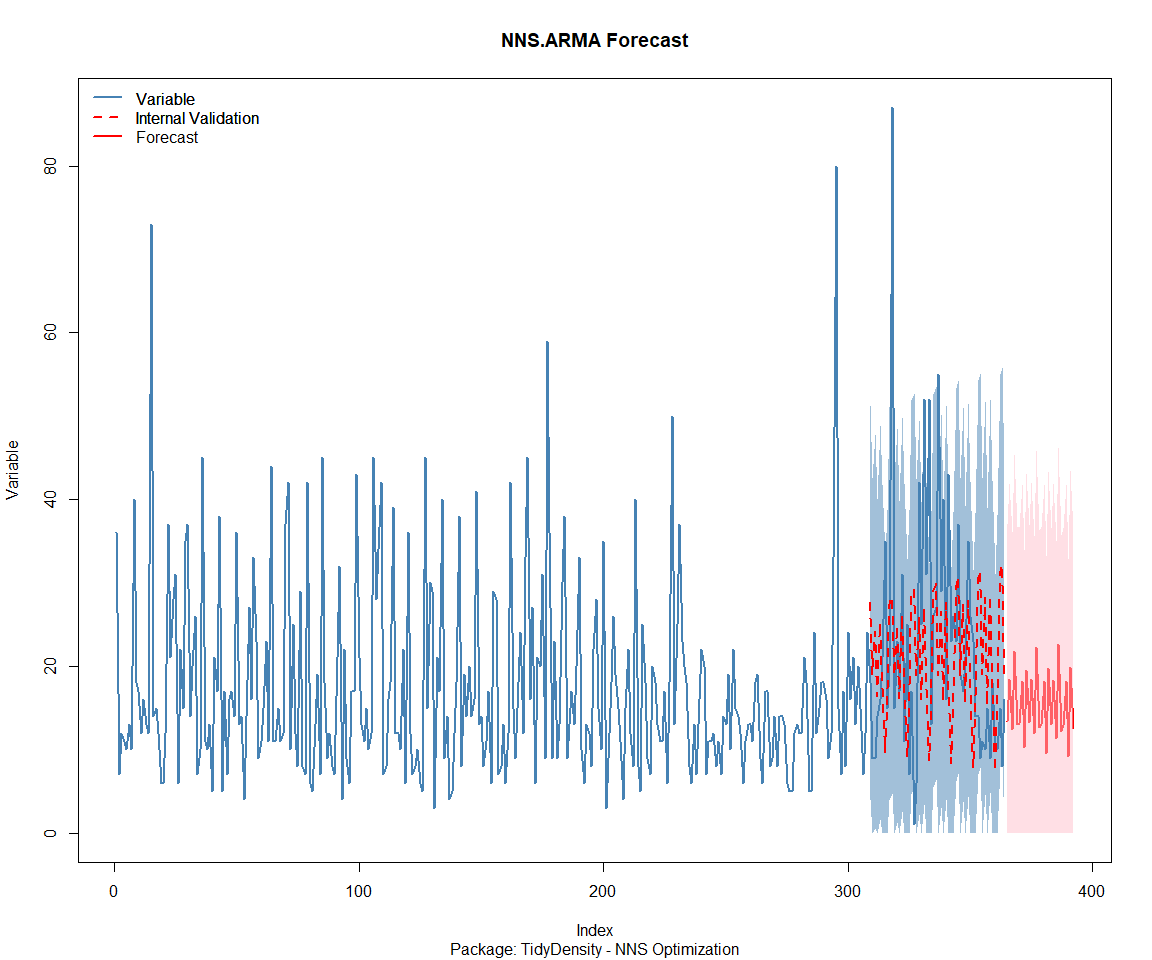 NNS.ARMA Forecast
Variable
Internal Validation
Forecast
Variable
80
60
40
20
0
0 100 200 300 400
Index
Package: TidyDensity - NNS Optimization